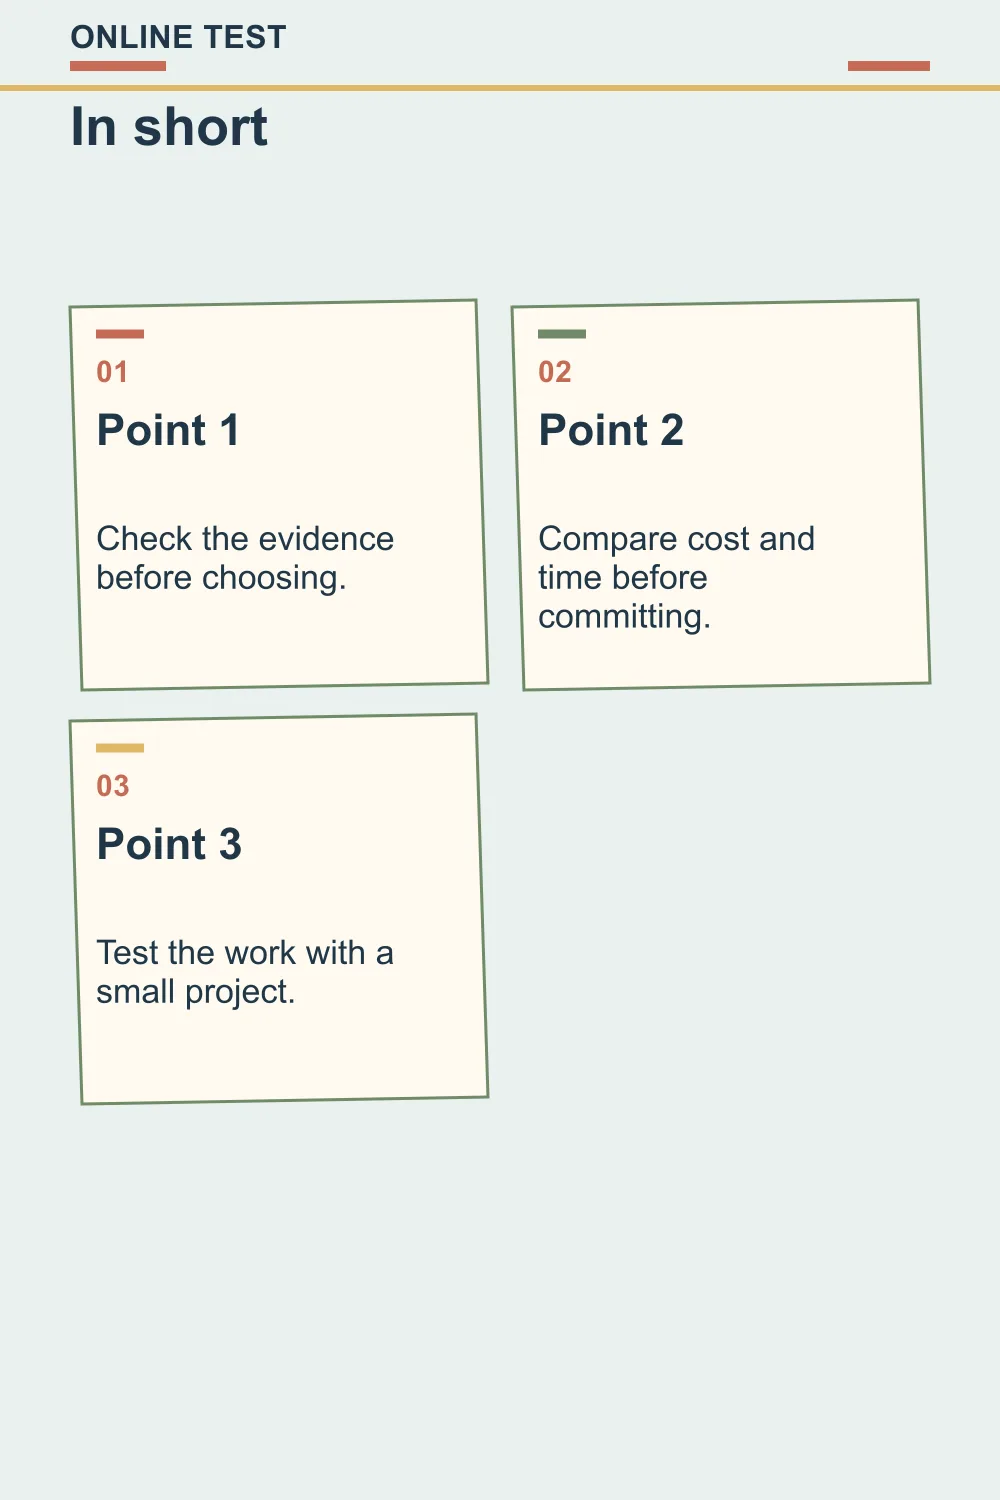 ONLINE TEST
In short
01
Point 1
Check the evidence
before choosing.
02
Point 2
Compare cost and
time before
committing.
03
Point 3
Test the work with a
small project.